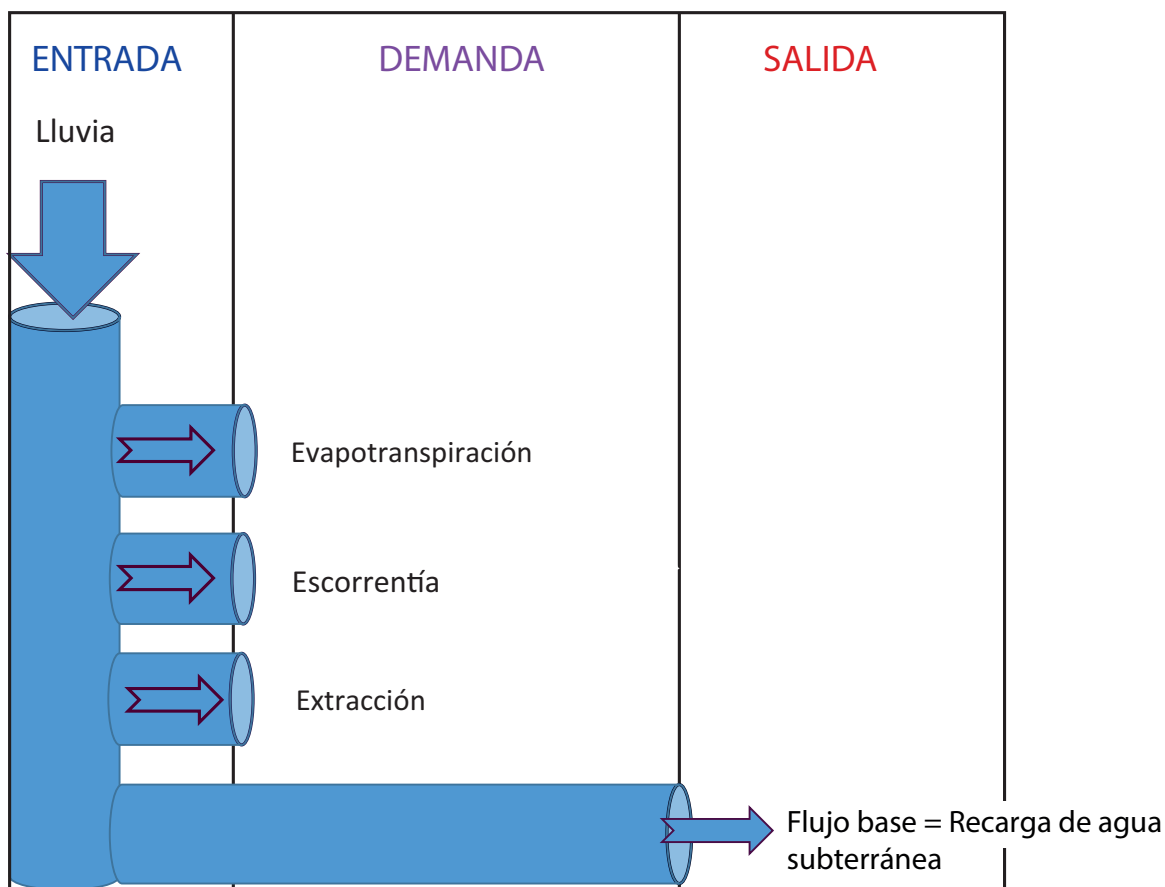 ENTRADA
DEMANDA
SALIDA
Lluvia
Evapotranspiración
Escorrentía
Extracción
Flujo base = Recarga de agua
subterránea